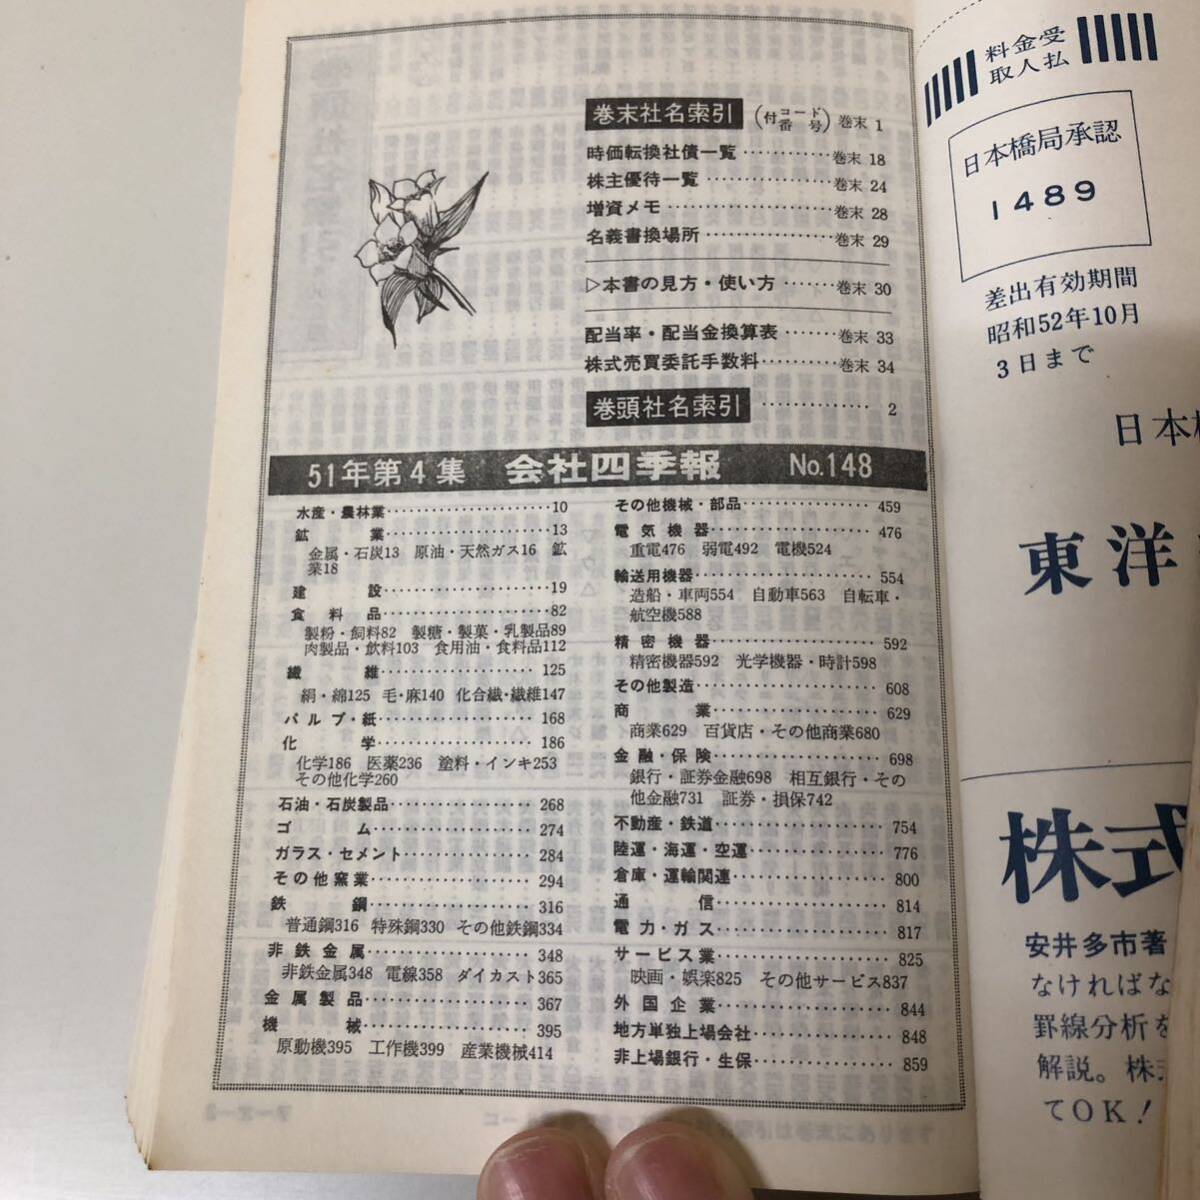 巻末社名索引(付コード番号)巻末 1
時価転換社債一覧…………巻末 18
株主優待一覧………………巻末 24
増資メモ……………………巻末 28
名義書換場所………………巻末 29
▷本書の見方・使い方……巻末 30
配当率・配当金換算表……巻末 33
株式売買委託手数料………巻末 34
巻頭社名索引…………… 2
51年第4集 会社四季報 No.148
水産・農林業……………………10
鉱業……………………13
金属・石炭13 原油・天然ガス16 鉱
業18
建設……………………19
食料品……………………82
製粉・飼料82 製糖・製菓・乳製品89
肉製品・飲料103 食用油・食料品112
繊維……………………125
絹・綿125 毛・麻140 化合繊・繊維147
パルプ・紙…………………168
化学……………………186
化学186 医薬236 塗料・インキ253
その他化学260
石油・石炭製品………………268
ゴム……………………274
ガラス・セメント………………284
その他窯業…………………294
鉄鋼……………………316
普通鋼316 特殊鋼330 その他鉄鋼334
非鉄金属……………………348
非鉄金属348 電線358 ダイカスト365
金属製品……………………367
機械……………………395
原動機395 工作機399 産業機械414
その他機械・部品………………459
電気機器……………………476
重電476 弱電492 電機524
輸送用機器…………………554
造船・車両554 自動車563 自転車・
航空機588
精密機器……………………592
精密機器592 光学機器・時計598
その他製造…………………608
商業……………………629
商業629 百貨店・その他商業680
金融・保険…………………698
銀行・証券金融698 相互銀行・その
他金融731 証券・損保742
不動産・鉄道…………………754
陸運・海運・空運………………776
倉庫・運輸関連………………800
通信……………………814
電力・ガス…………………817
サービス業…………………825
映画・娯楽825 その他サービス837
外国企業……………………844
地方単独上場会社………………848
非上場銀行・生保………………859
料金受
取人払
日本橋局承認
1489
差出有効期間
昭和52年10月
3日まで
日本
東洋
株式
安井多市著
なければな
罫線分析を
解説。株
てOK!